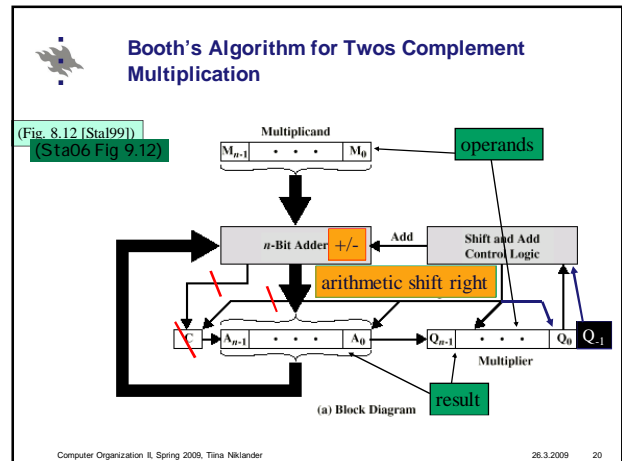 Booth's Algorithm for Twos Complement
Multiplication
(Fig. 8.12 [Stal99])
(Sta06 Fig 9.12)
Multiplicand
operands
Mn-1 • • • M0
n-Bit Adder +/-
Add
Shift and Add
Control Logic
arithmetic shift right
C
An-1 • • • A0
Qn-1 • • • Q0
Q-1
Multiplier
result
(a) Block Diagram
Computer Organization II, Spring 2009, Tiina Niklander
26.3.2009
20